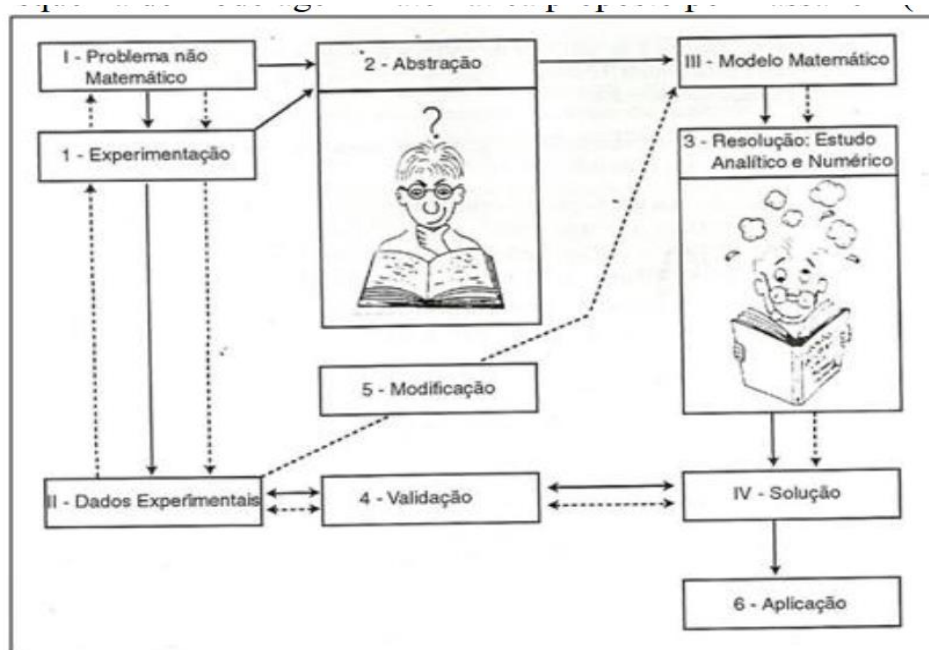 I - Problema não
Matemático
2 - Abstração
III - Modelo Matemático
1 - Experimentação
3 - Resolução: Estudo
Analítico e Numérico
?
5 - Modificação
II - Dados Experimentais
4 - Validação
IV - Solução
6 - Aplicação